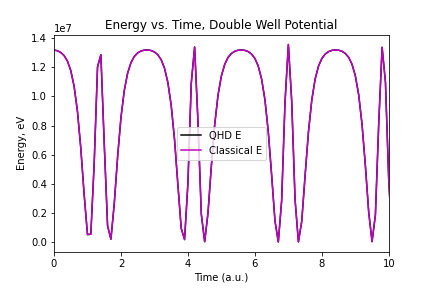 Energy vs. Time, Double Well Potential
1e7
Energy, eV
1.4
1.2
1.0
0.8
0.6
0.4
0.2
0.0
QHD E
Classical E
0 2 4 6 8 10
Time (a.u.)